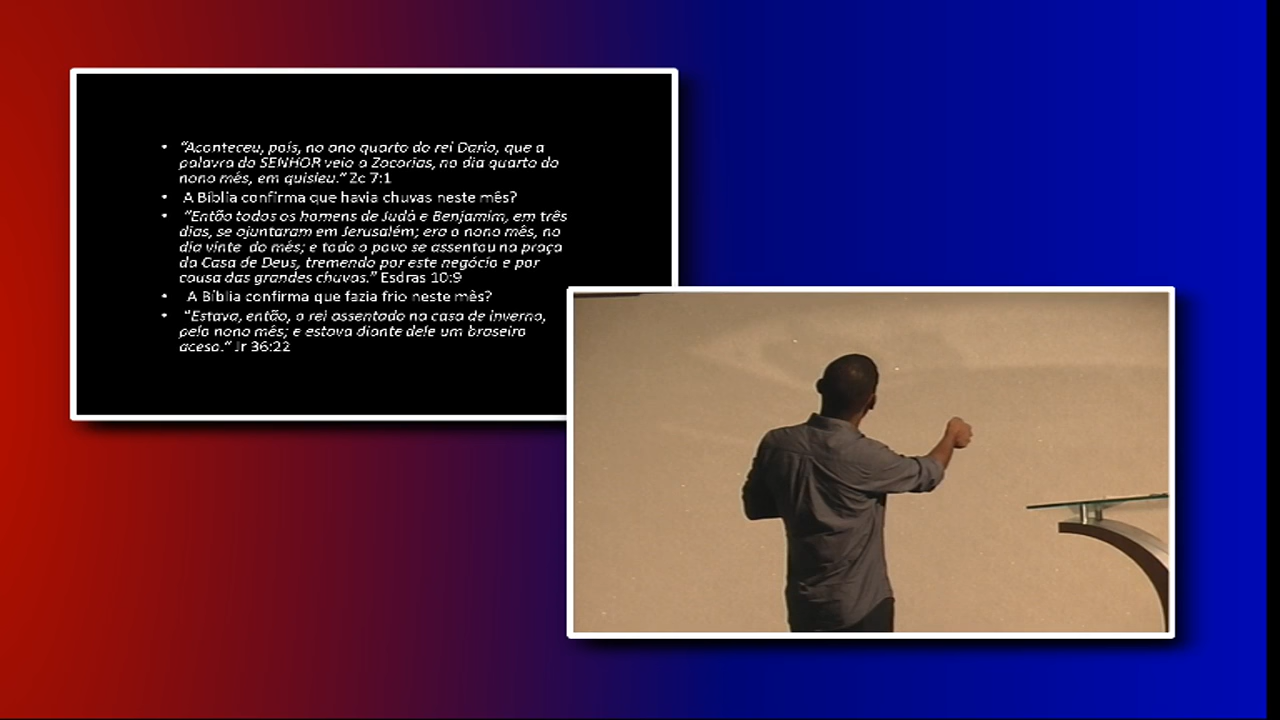 • “Aconteceu, pois, no ano quarto do rei Dario, que a
palavra do SENHOR veio a Zacarias, no dia quarto do
nono mês, em quisleu.” Zc 7:1
• A Bíblia confirma que havia chuvas neste mês?
• “Então todos os homens de Judá e Benjamim, em três
dias, se ajuntaram em Jerusalém; era o nono mês, no
dia vinte do mês; e todo o povo se assentou na praça
da Casa de Deus, tremendo por este negócio e por
causa das grandes chuvas.” Esdras 10:9
• A Bíblia confirma que fazia frio neste mês?
• “Estava, então, o rei assentado na casa de inverno,
pelo nono mês; e estava diante dele um braseiro
aceso.“ Jr 36:22